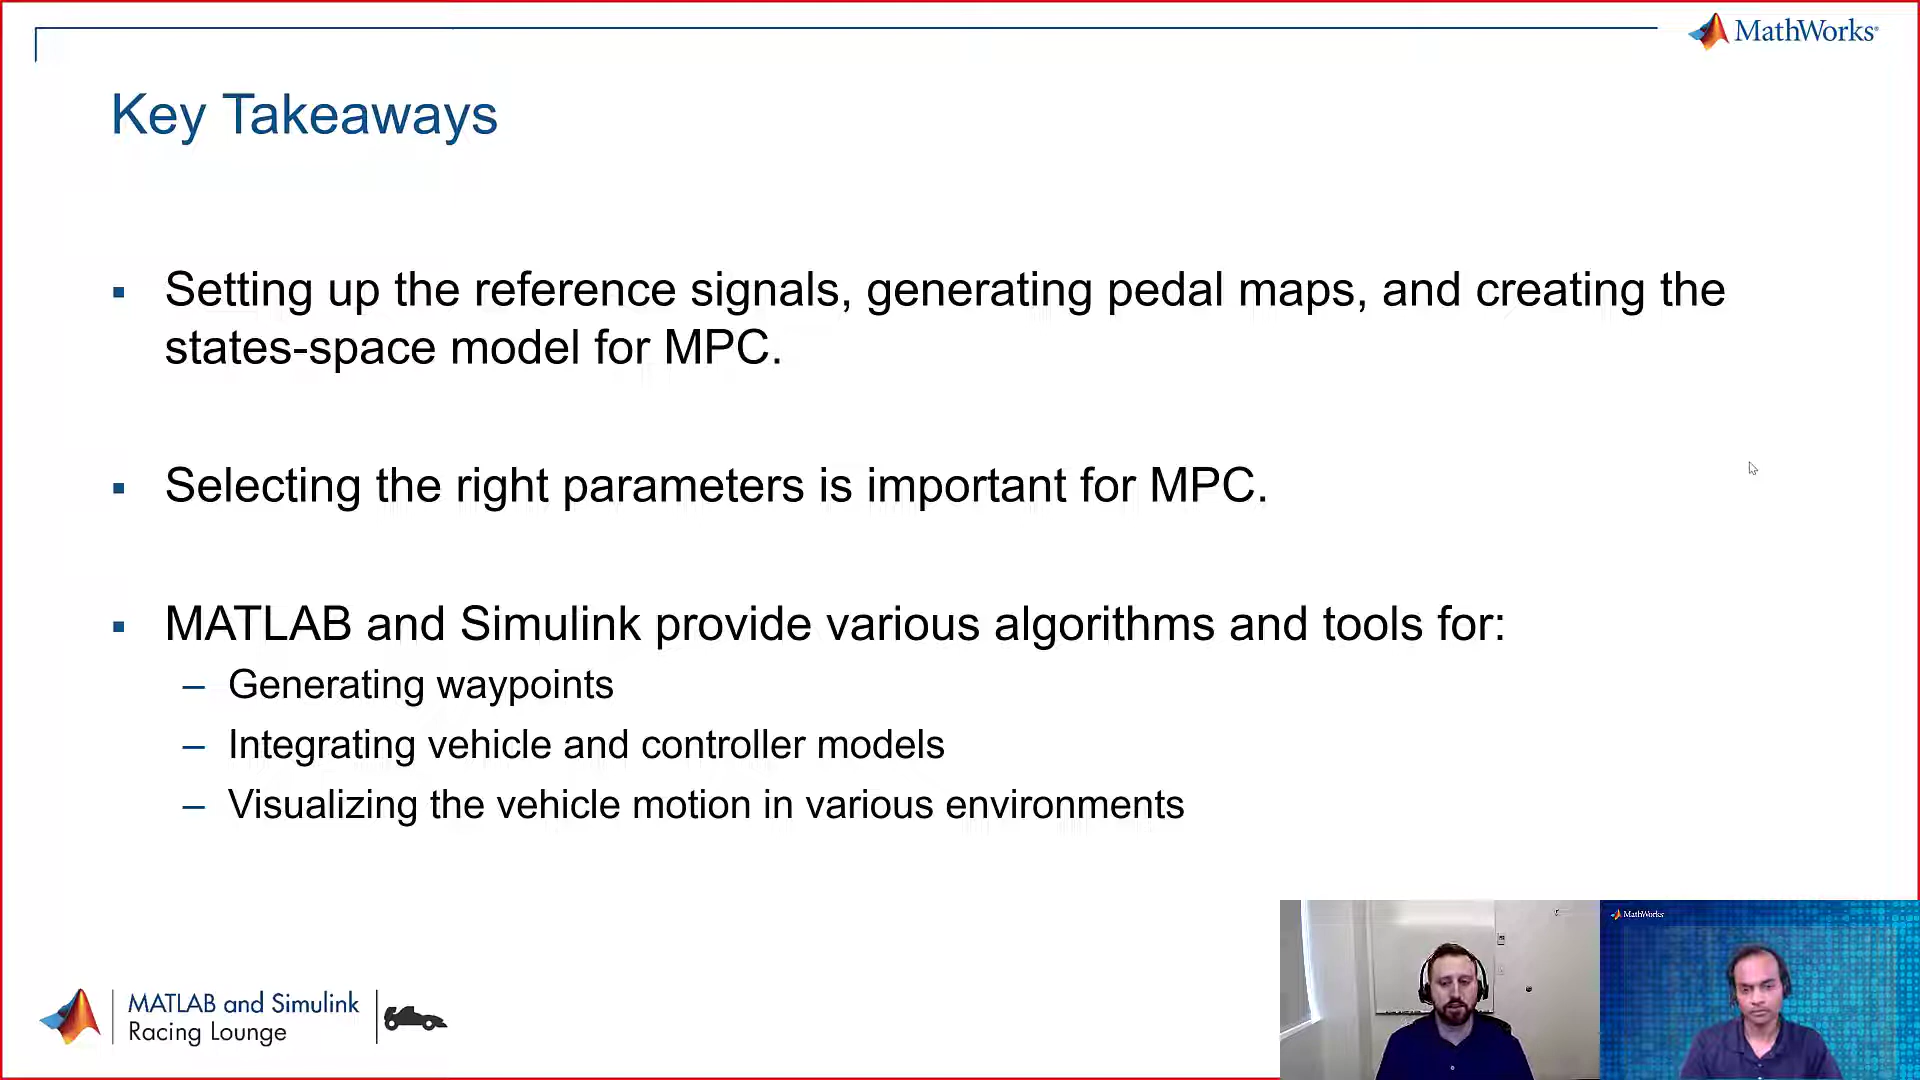 MathWorks®
Key Takeaways
▪ Setting up the reference signals, generating pedal maps, and creating the
states-space model for MPC.
▪ Selecting the right parameters is important for MPC.
▪ MATLAB and Simulink provide various algorithms and tools for:
– Generating waypoints
– Integrating vehicle and controller models
– Visualizing the vehicle motion in various environments
MathWorks
MATLAB and Simulink
Racing Lounge